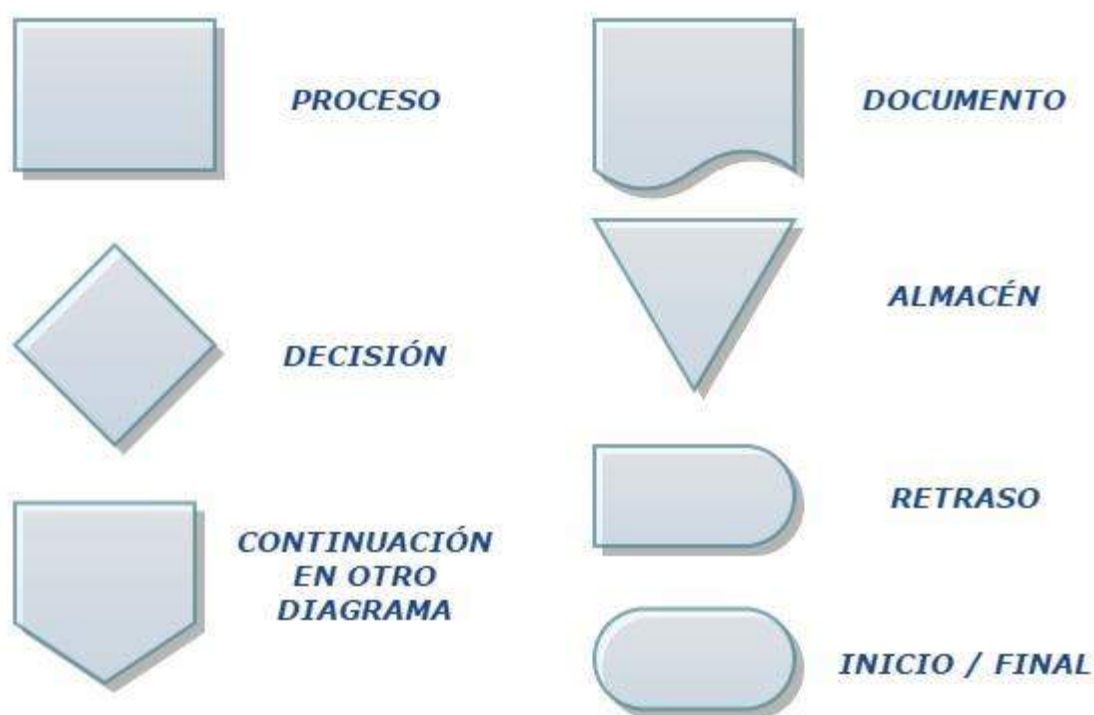 PROCESO
DECISIÓN
CONTINUACIÓN
EN OTRO
DIAGRAMA
DOCUMENTO
ALMACÉN
RETRASO
INICIO / FINAL